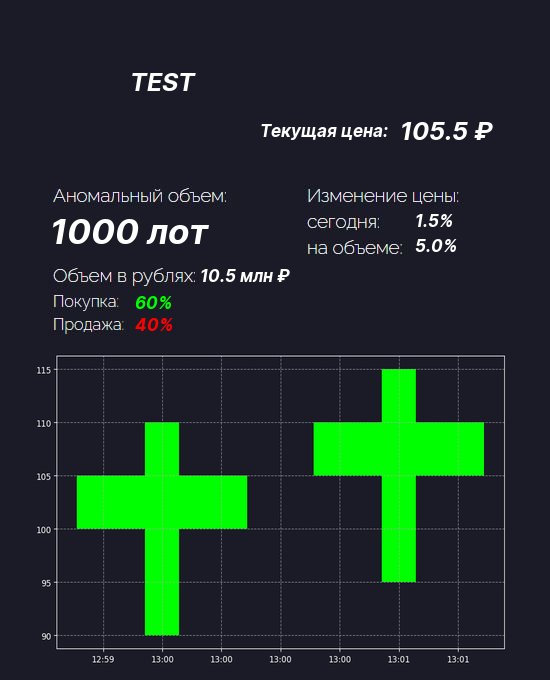 TEST
Текущая цена: 105.5 ₽
Аномальный объем:
1000 лот
Изменение цены:
сегодня: 1.5%
на объеме: 5.0%
Объем в рублях: 10.5 млн ₽
Покупка: 60%
Продажа: 40%
115
110
105
100
95
90
12:59 13:00 13:00 13:00 13:00 13:01 13:01